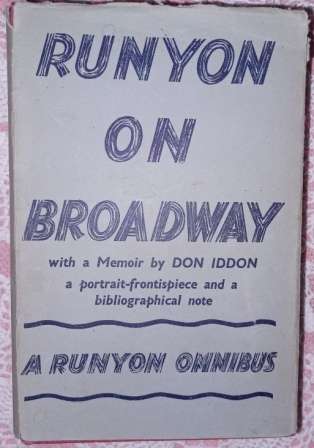 RUNYON
ON
BROADWAY
with a Memoir by DON IDDON
a portrait-frontispiece and a
bibliographical note
A RUNYON OMNIBUS